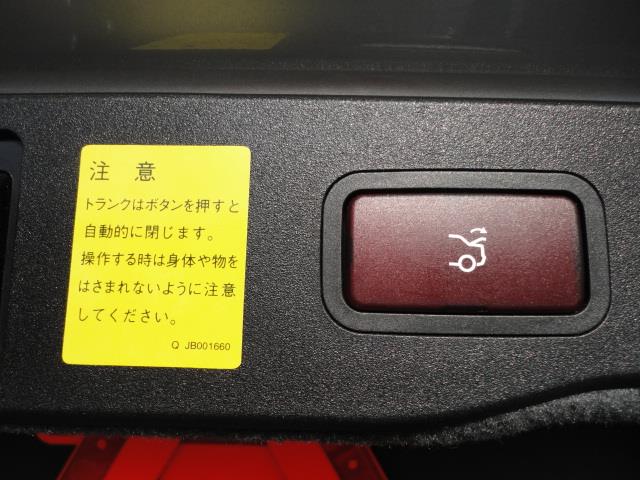 注 意
トランクはボタンを押すと
自動的に閉じます。
操作する時は身体や物を
はさまれないように注意
してください。
Q JB001660